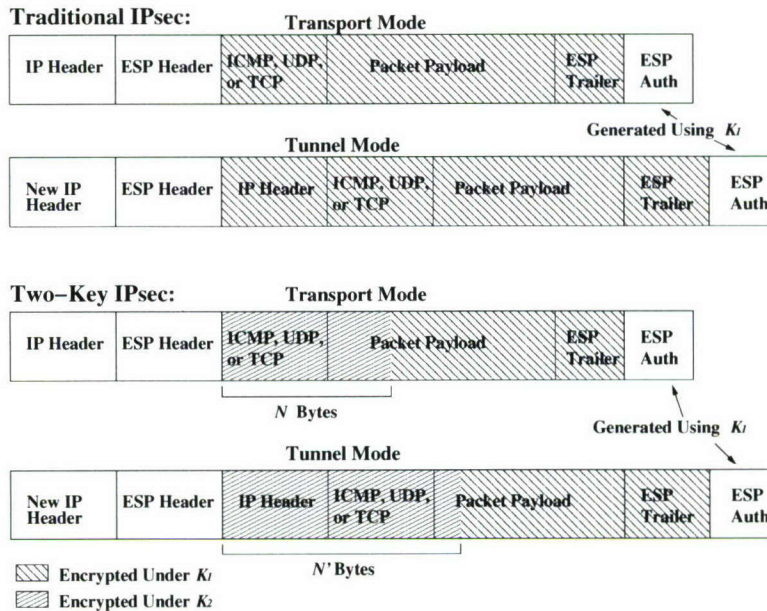 Traditional IPsec:
Transport Mode
IP Header ESP Header ICMP, UDP, or TCP Packet Payload ESP Trailer ESP Auth
Generated Using K1
Tunnel Mode
New IP Header ESP Header IP Header ICMP, UDP, or TCP Packet Payload ESP Trailer ESP Auth
Two-Key IPsec:
Transport Mode
IP Header ESP Header ICMP, UDP, or TCP Packet Payload ESP Trailer ESP Auth
N Bytes
Generated Using K1
Tunnel Mode
New IP Header ESP Header IP Header ICMP, UDP, or TCP Packet Payload ESP Trailer ESP Auth
N' Bytes
Encrypted Under K1
Encrypted Under K2